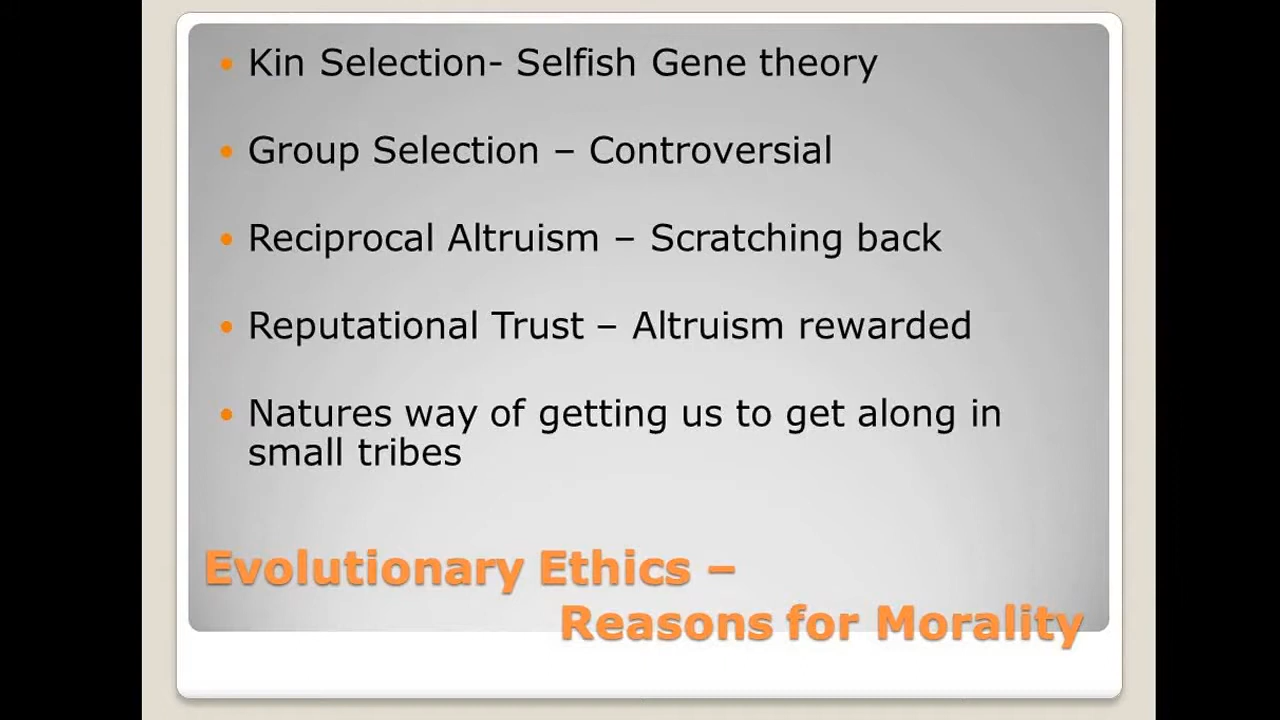 Kin Selection- Selfish Gene theory
Group Selection – Controversial
Reciprocal Altruism – Scratching back
Reputational Trust – Altruism rewarded
Natures way of getting us to get along in
small tribes
Evolutionary Ethics –
Reasons for Morality